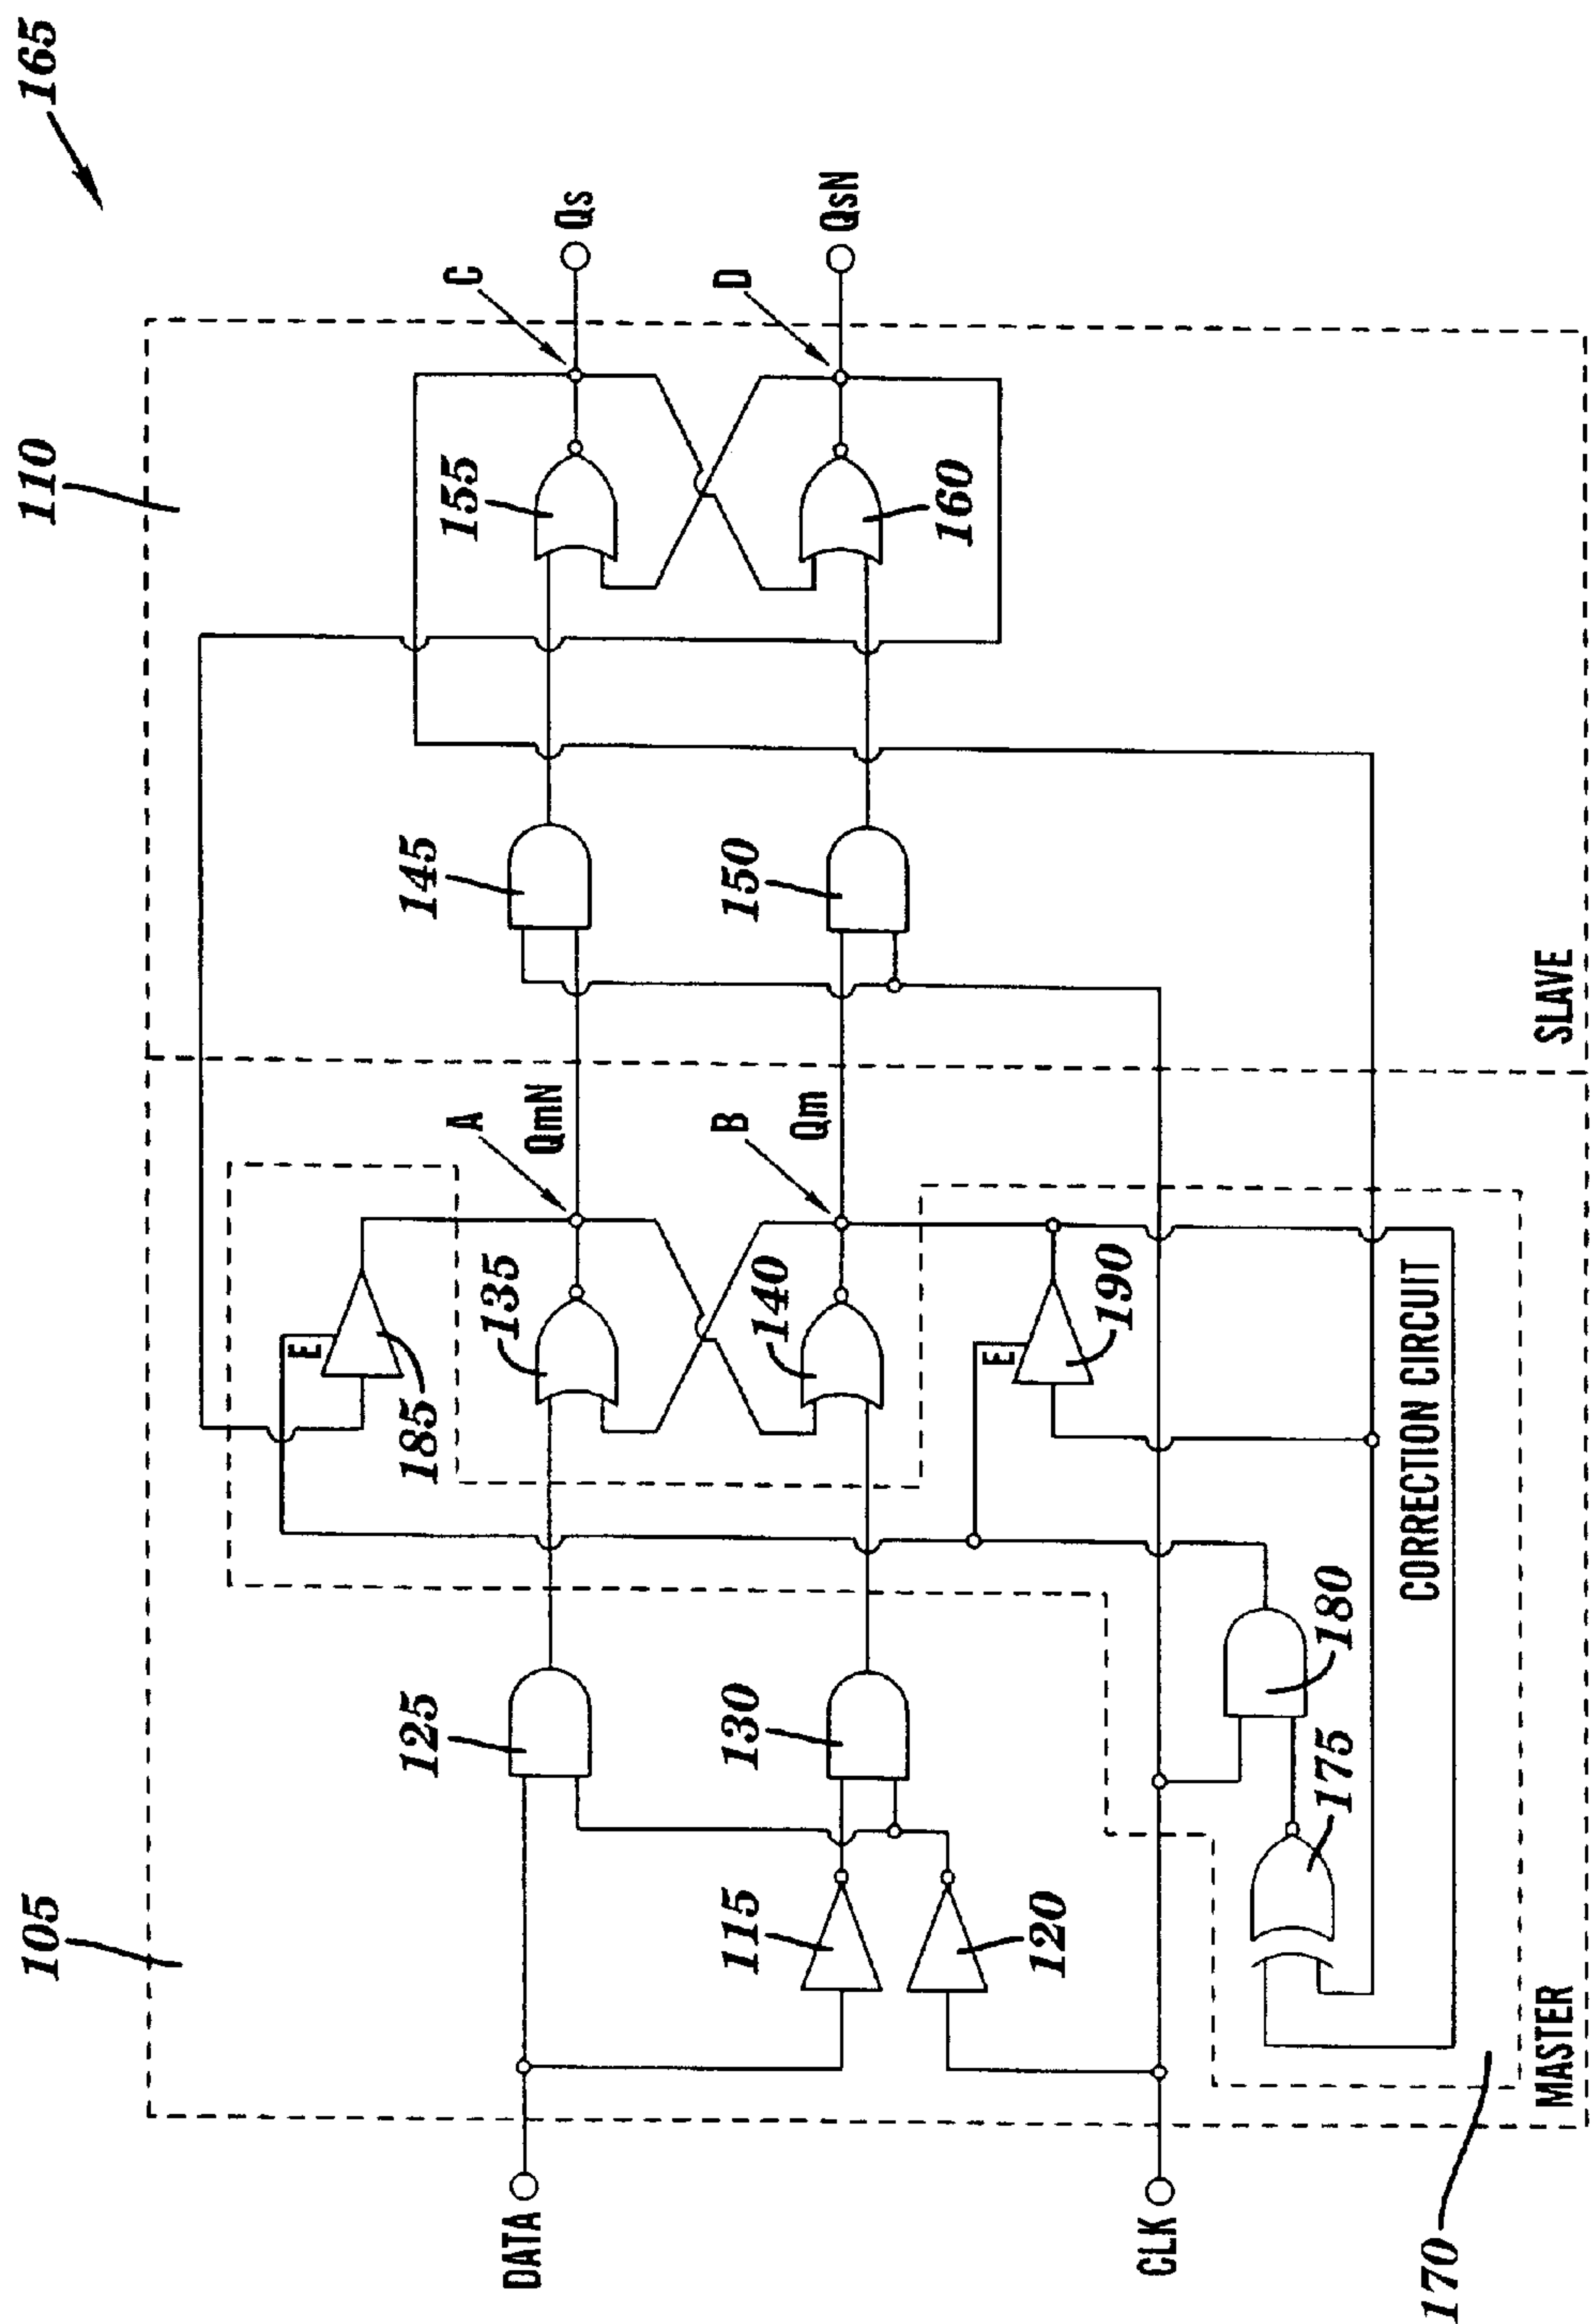 165
105
110
MASTER
SLAVE
DATA
CLK
170
CORRECTION CIRCUIT
115
120
125
130
135
140
145
150
155
160
175
180
185
E
190
E
A
QmN
B
Qm
C
Qs
D
QsN